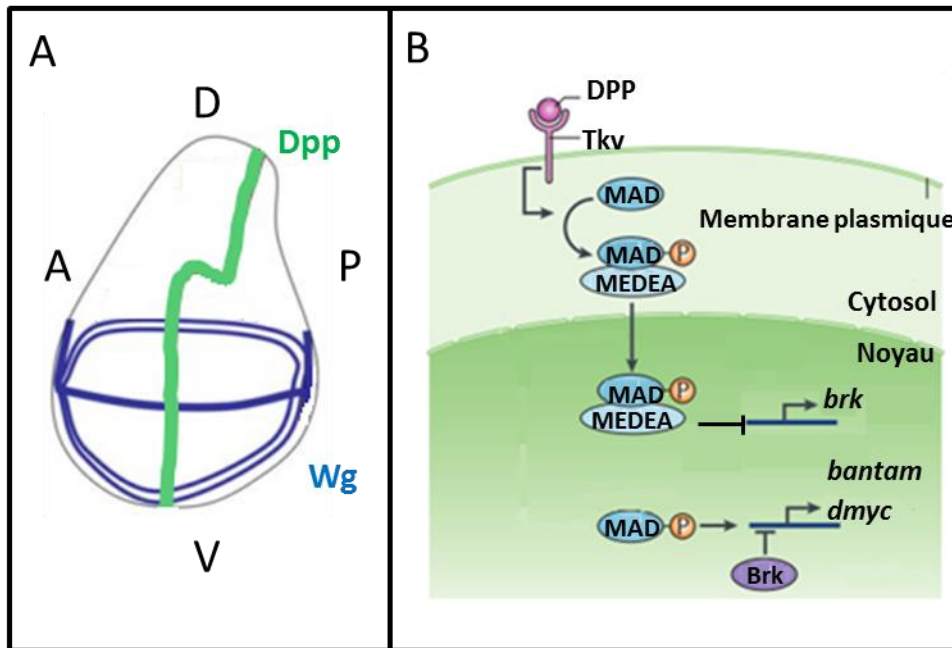 A
D
Dpp
A
P
Wg
V
B
DPP
Tkv
MAD
Membrane plasmique
MAD P
MEDEA
Cytosol
Noyau
MAD P
MEDEA
brk
bantam
dmyc
MAD P
Brk